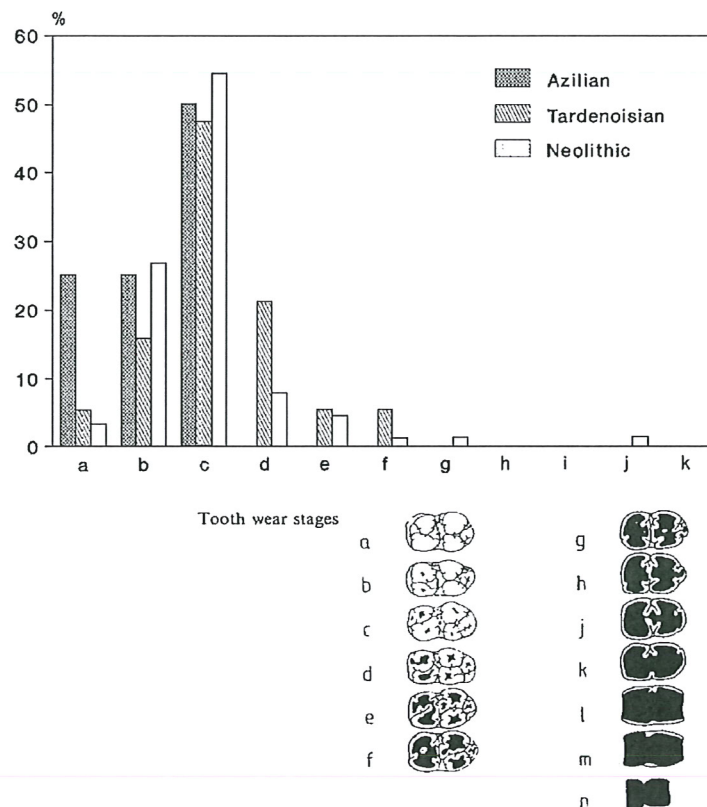 %
60
50
40
30
20
10
0
Azilian
Tardenoisian
Neolithic
a b c d e f g h i j k
Tooth wear stages
a
b
c
d
e
f
g
h
j
k
l
m
n